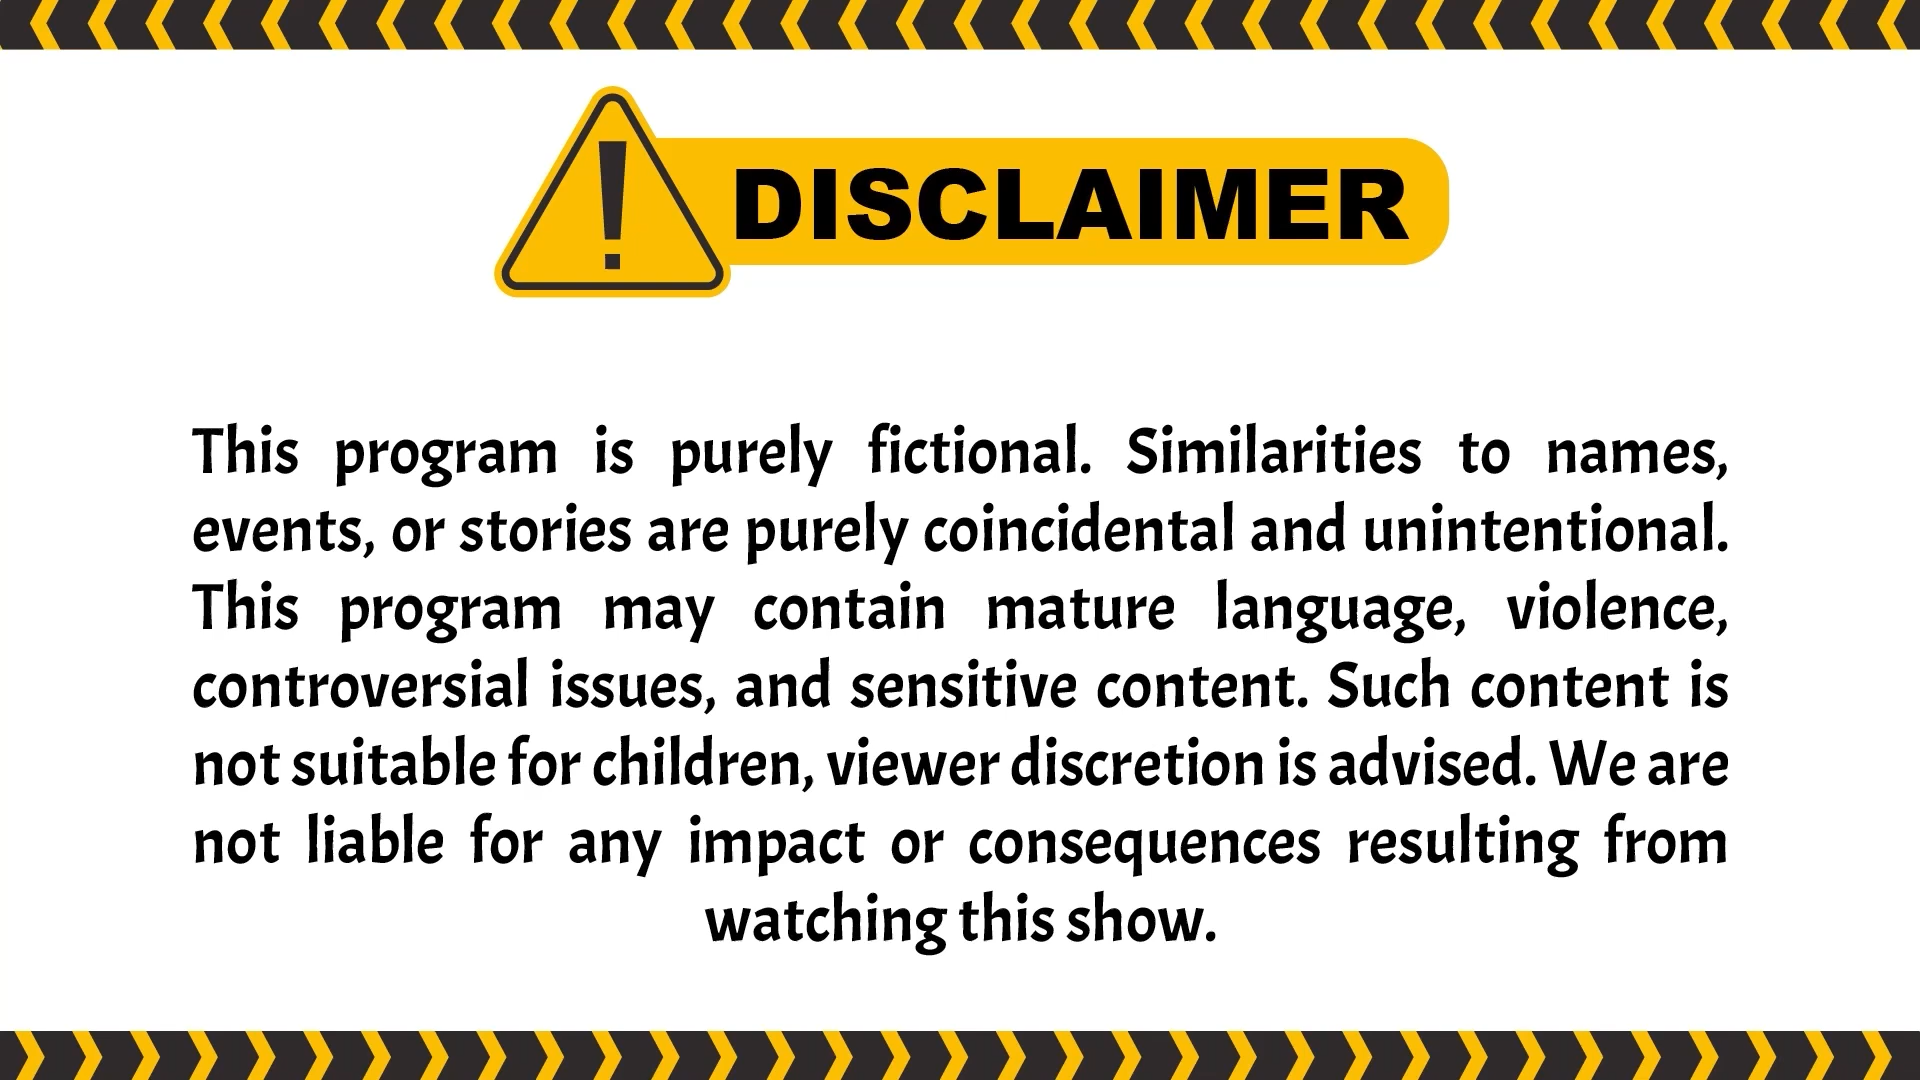 DISCLAIMER
This program is purely fictional. Similarities to names,
events, or stories are purely coincidental and unintentional.
This program may contain mature language, violence,
controversial issues, and sensitive content. Such content is
not suitable for children, viewer discretion is advised. We are
not liable for any impact or consequences resulting from
watching this show.